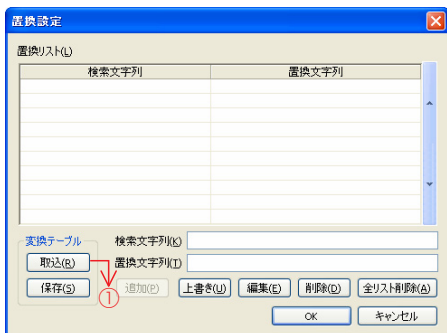 置換設定
置換リスト(L)
検索文字列 置換文字列
変換テーブル 検索文字列(K)
取込(R) 置換文字列(T)
保存(S) ① 追加(P) 上書き(U) 編集(E) 削除(D) 全リスト削除(A)
OK キャンセル